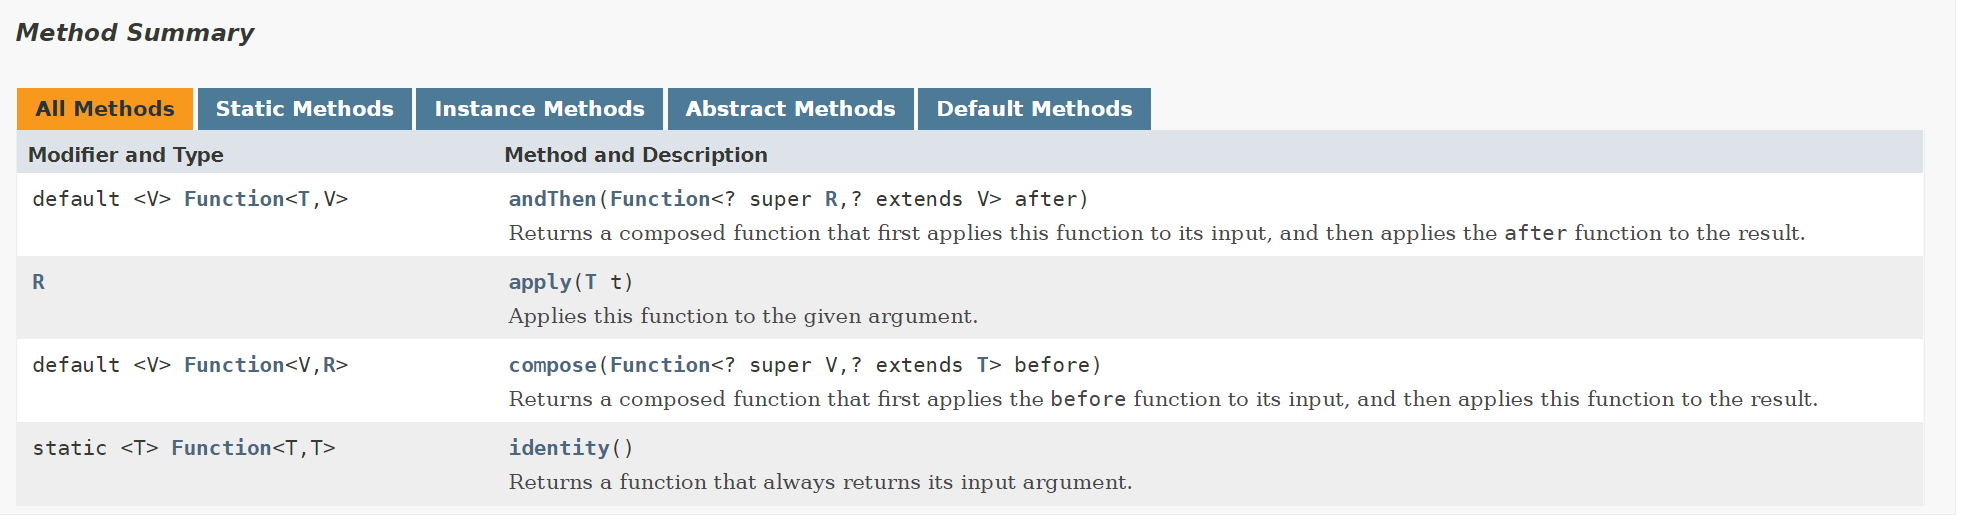 Method Summary
All Methods Static Methods Instance Methods Abstract Methods Default Methods
Modifier and Type Method and Description
default <V> Function<T,V> andThen(Function<? super R,? extends V> after)
Returns a composed function that first applies this function to its input, and then applies the after function to the result.
R apply(T t)
Applies this function to the given argument.
default <V> Function<V,R> compose(Function<? super V,? extends T> before)
Returns a composed function that first applies the before function to its input, and then applies this function to the result.
static <T> Function<T,T> identity()
Returns a function that always returns its input argument.